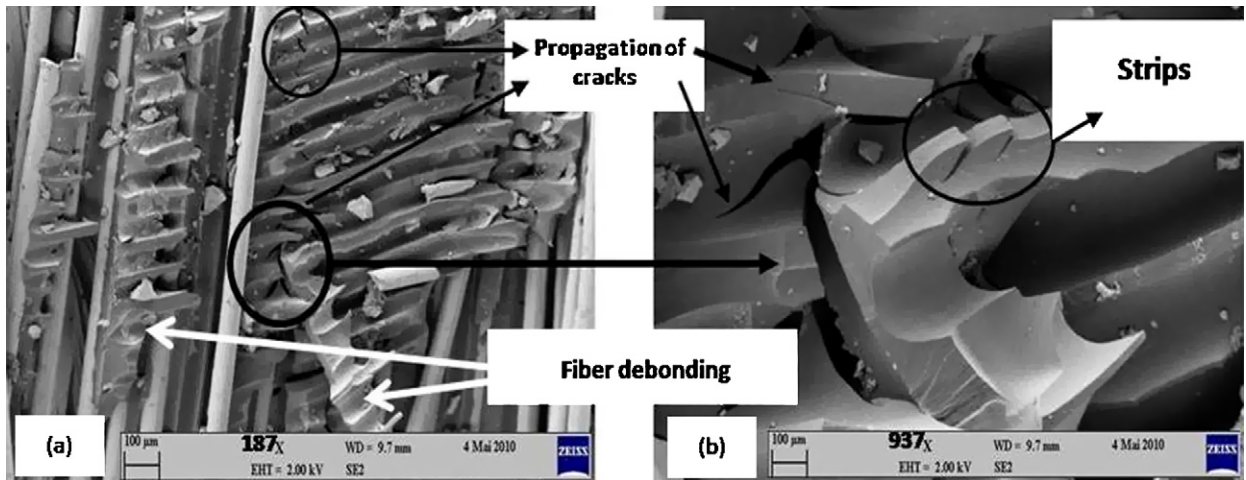 Propagation of
cracks
Strips
Fiber debonding
(a)
100 µm
187X
WD = 9.7 mm
4 Mai 2010
EHT = 2.00 kV
SE2
ZEISS
(b)
100 µm
937X
WD = 9.7 mm
4 Mai 2010
EHT = 2.00 kV
SE2
ZEISS